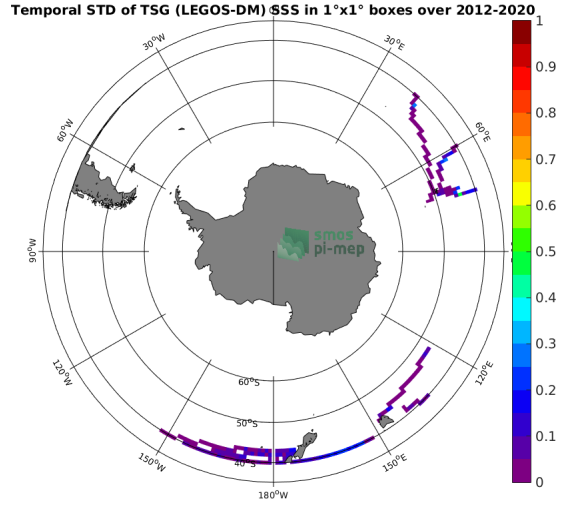 Temporal STD of TSG (LEGOS-DM) SSS in 1°x1° boxes over 2012-2020
30°W
30°E
60°W
60°E
90°W
120°W
120°E
150°W
150°E
180°W
60°S
50°S
40°S
smos
pi-mep
1
0.9
0.8
0.7
0.6
0.5
0.4
0.3
0.2
0.1
0